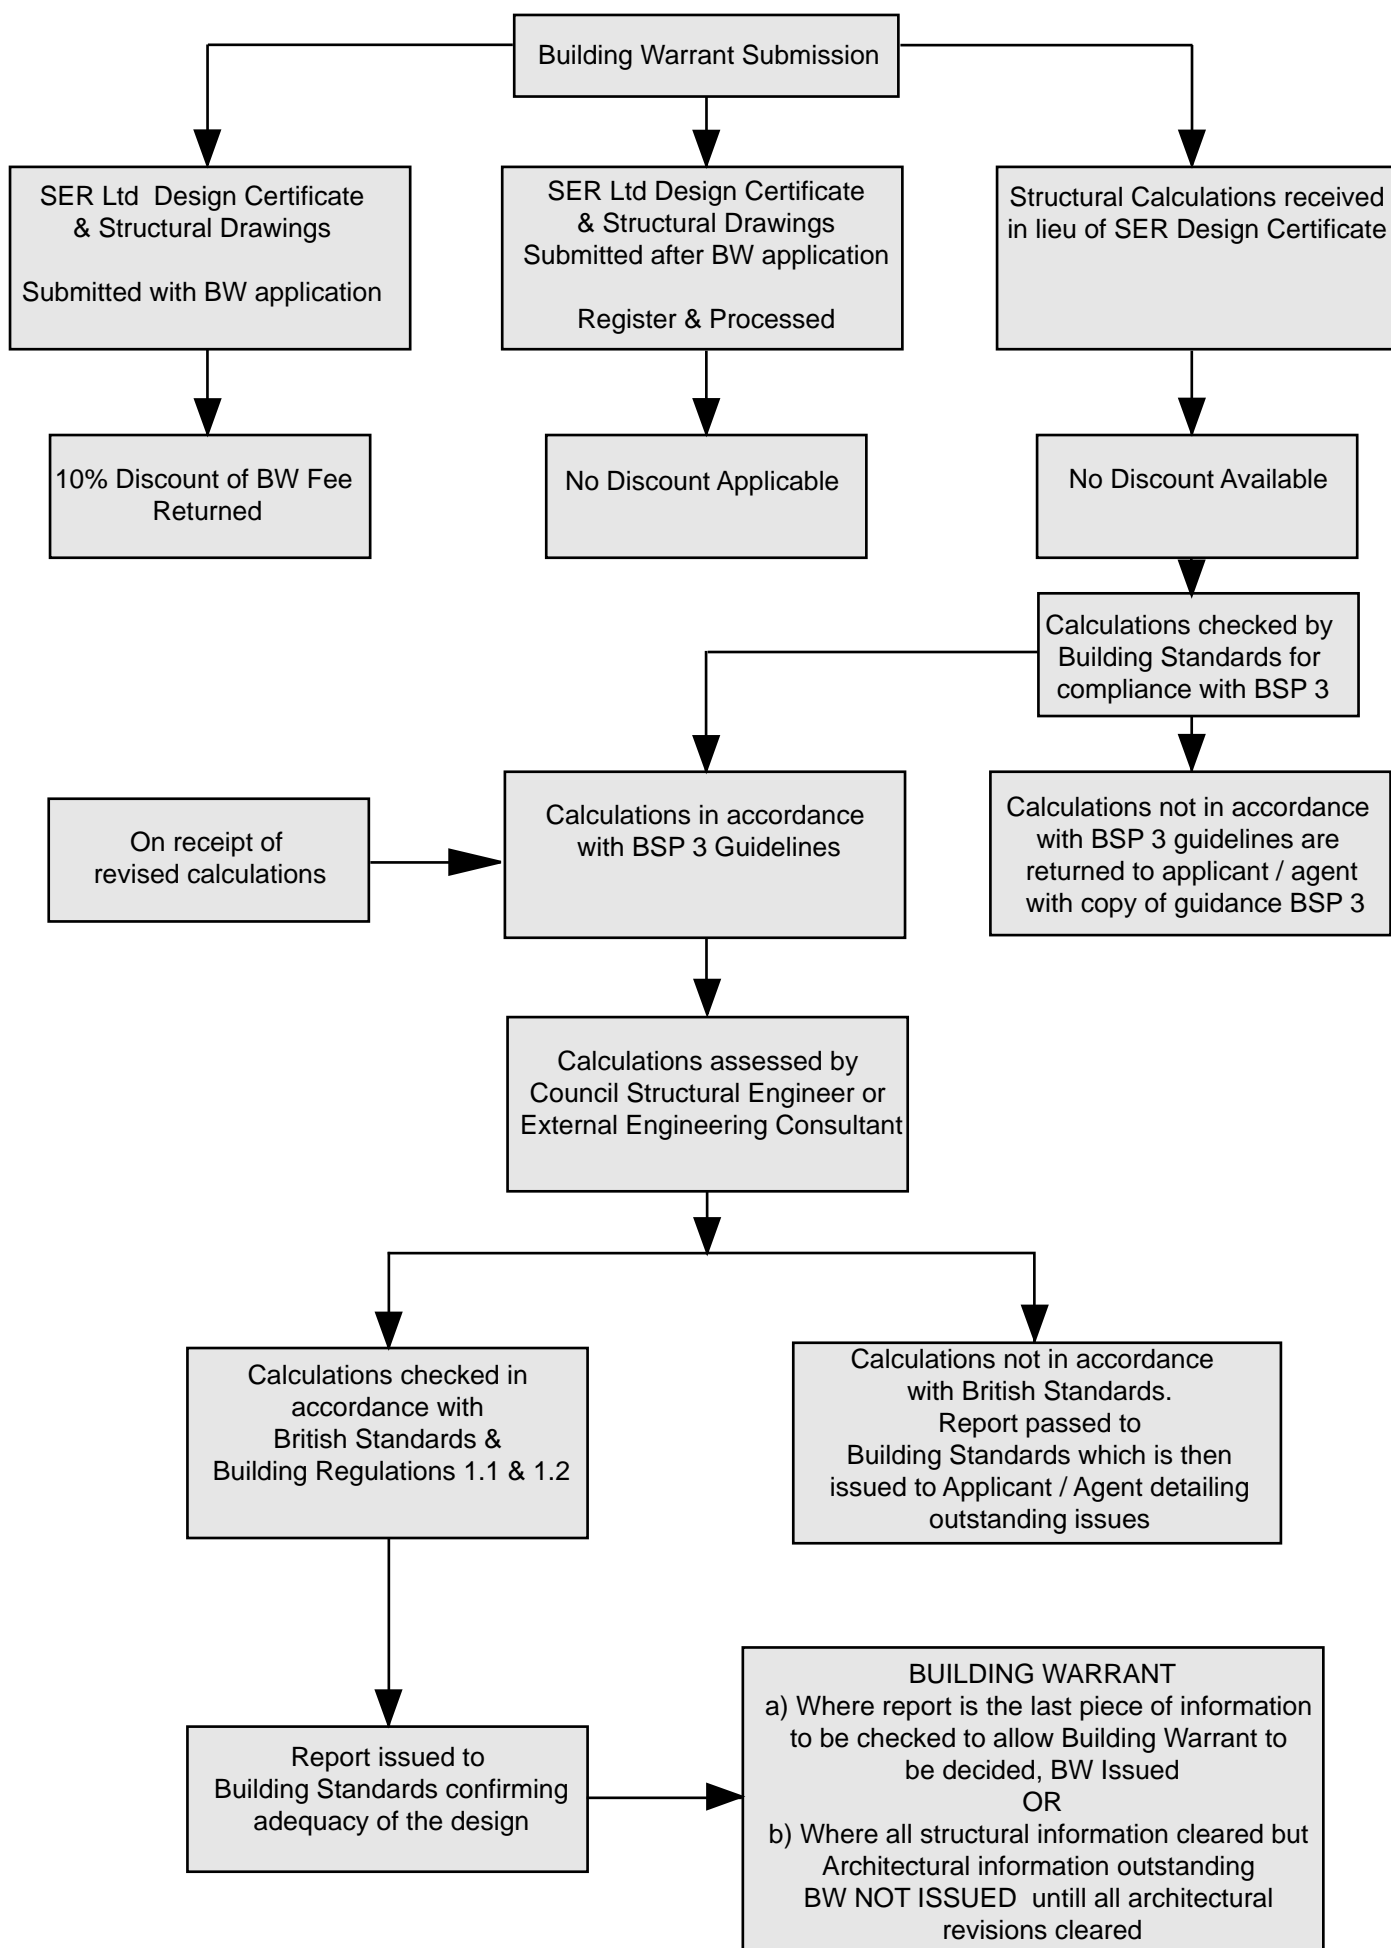 Building Warrant Submission
SER Ltd Design Certificate
& Structural Drawings
Submitted with BW application
SER Ltd Design Certificate
& Structural Drawings
Submitted after BW application
Register & Processed
Structural Calculations received
in lieu of SER Design Certificate
10% Discount of BW Fee
Returned
No Discount Applicable
No Discount Available
Calculations checked by
Building Standards for
compliance with BSP 3
On receipt of
revised calculations
Calculations in accordance
with BSP 3 Guidelines
Calculations not in accordance
with BSP 3 guidelines are
returned to applicant / agent
with copy of guidance BSP 3
Calculations assessed by
Council Structural Engineer or
External Engineering Consultant
Calculations checked in
accordance with
British Standards &
Building Regulations 1.1 & 1.2
Calculations not in accordance
with British Standards.
Report passed to
Building Standards which is then
issued to Applicant / Agent detailing
outstanding issues
Report issued to
Building Standards confirming
adequacy of the design
BUILDING WARRANT
a) Where report is the last piece of information
to be checked to allow Building Warrant to
be decided, BW Issued
OR
b) Where all structural information cleared but
Architectural information outstanding
BW NOT ISSUED untill all architectural
revisions cleared